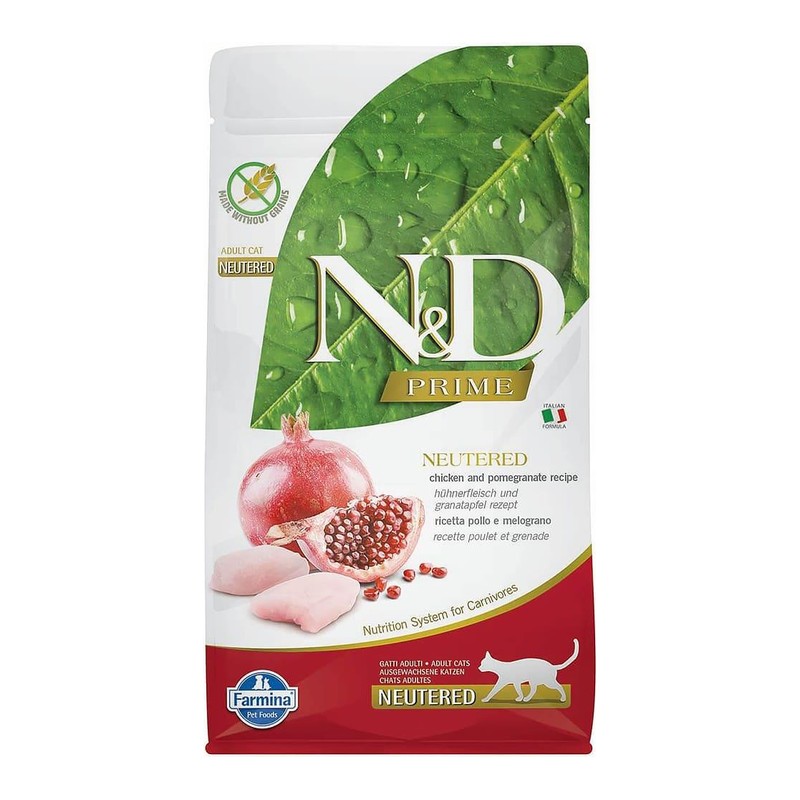 MADE WITHOUT GRAINS
ADULT CAT
NEUTERED
N&D
PRIME
ITALIAN
FORMULA
NEUTERED
chicken and pomegranate recipe
hühnerfleisch und
granatapfel rezept
ricetta pollo e melograno
recette poulet et grenade
Nutrition System for Carnivores
GATTI ADULTI • ADULT CATS
AUSGEWACHSENE KATZEN
CHATS ADULTES
NEUTERED
Farmina
Pet Foods